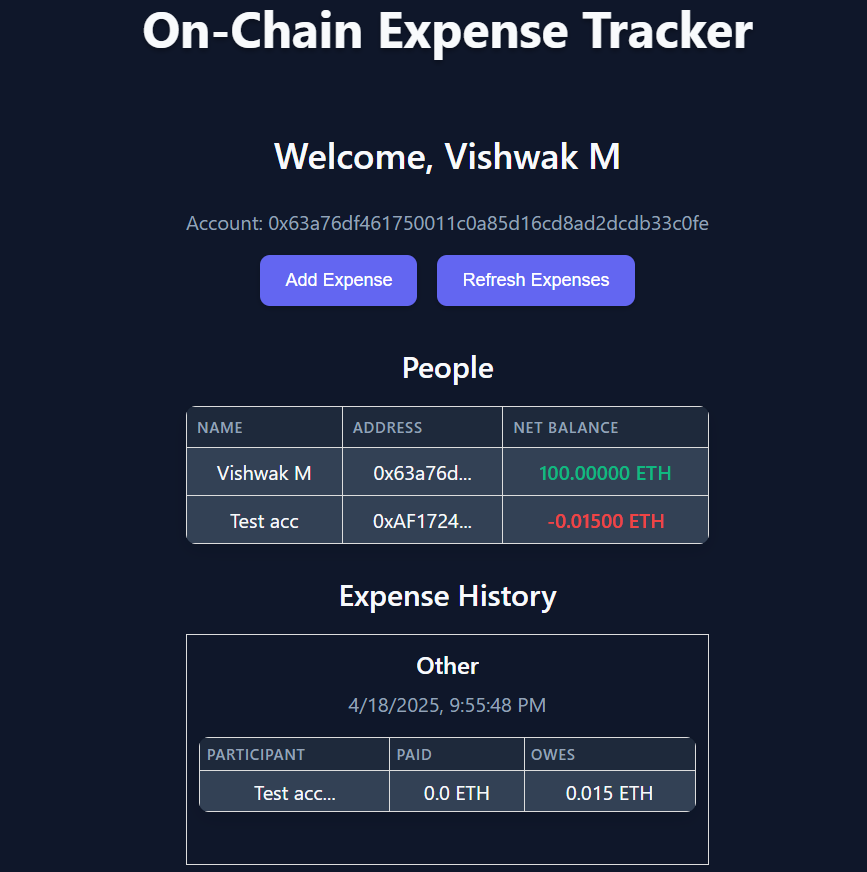 On-Chain Expense Tracker
Welcome, Vishwak M
Account: 0x63a76df461750011c0a85d16cd8ad2dcdb33c0fe
Add Expense Refresh Expenses
People
NAME ADDRESS NET BALANCE
Vishwak M 0x63a76d... 100.00000 ETH
Test acc 0xAF1724... -0.01500 ETH
Expense History
Other
4/18/2025, 9:55:48 PM
PARTICIPANT PAID OWES
Test acc... 0.0 ETH 0.015 ETH